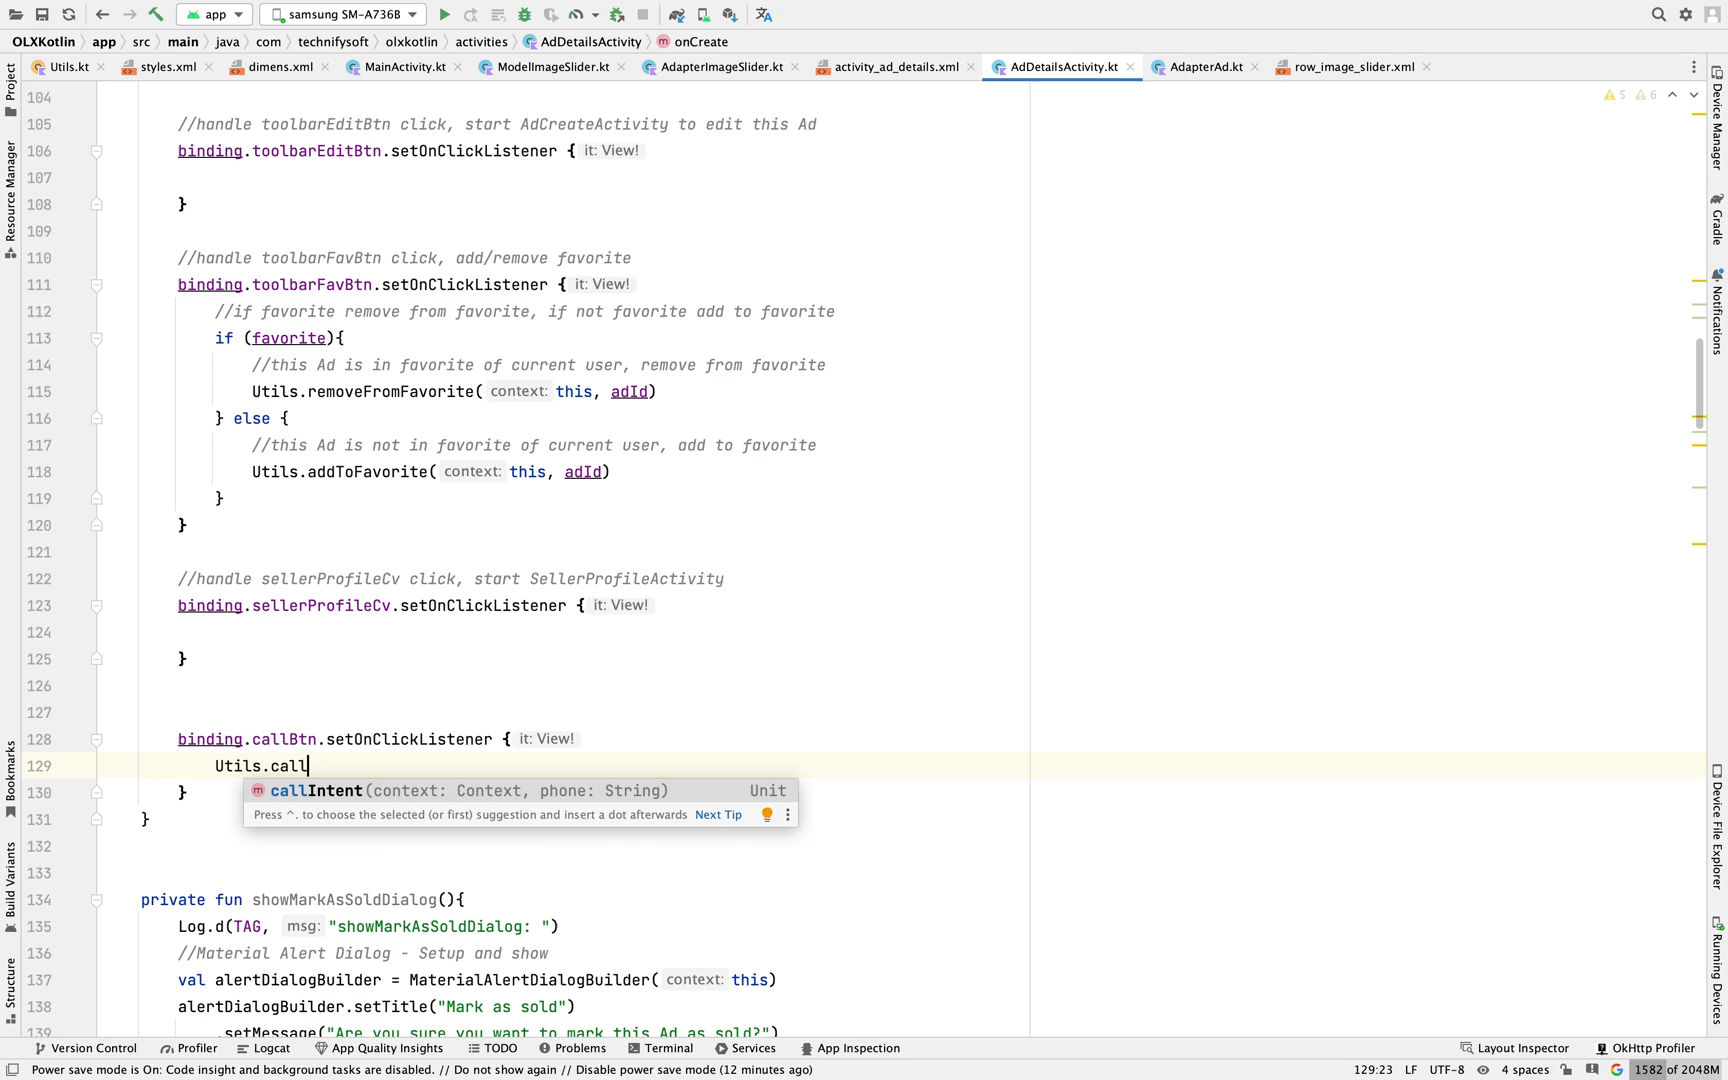 app
samsung SM-A736B
OLXKotlin app src main java com technifysoft olxkotlin activities AdDetailsActivity onCreate
Utils.kt styles.xml dimens.xml MainActivity.kt ModelImageSlider.kt AdapterImageSlider.kt activity_ad_details.xml AdDetailsActivity.kt AdapterAd.kt row_image_slider.xml
Project
Resource Manager
Bookmarks
Build Variants
Structure
5 6
104
105 //handle toolbarEditBtn click, start AdCreateActivity to edit this Ad
106 binding.toolbarEditBtn.setOnClickListener { it: View!
107
108 }
109
110 //handle toolbarFavBtn click, add/remove favorite
111 binding.toolbarFavBtn.setOnClickListener { it: View!
112 //if favorite remove from favorite, if not favorite add to favorite
113 if (favorite){
114 //this Ad is in favorite of current user, remove from favorite
115 Utils.removeFromFavorite( context: this, adId)
116 } else {
117 //this Ad is not in favorite of current user, add to favorite
118 Utils.addToFavorite( context: this, adId)
119 }
120 }
121
122 //handle sellerProfileCv click, start SellerProfileActivity
123 binding.sellerProfileCv.setOnClickListener { it: View!
124
125 }
126
127
128 binding.callBtn.setOnClickListener { it: View!
129 Utils.call
callIntent(context: Context, phone: String) Unit
Press ^. to choose the selected (or first) suggestion and insert a dot afterwards Next Tip
130 }
131 }
132
133
134 private fun showMarkAsSoldDialog(){
135 Log.d(TAG, msg: "showMarkAsSoldDialog: ")
136 //Material Alert Dialog - Setup and show
137 val alertDialogBuilder = MaterialAlertDialogBuilder( context: this)
138 alertDialogBuilder.setTitle("Mark as sold")
139 .setMessage("Are you sure you want to mark this Ad as sold?")
Device Manager
Gradle
Notifications
Device File Explorer
Running Devices
Version Control Profiler Logcat App Quality Insights TODO Problems Terminal Services App Inspection Layout Inspector OkHttp Profiler
Power save mode is On: Code insight and background tasks are disabled. // Do not show again // Disable power save mode (12 minutes ago) 129:23 LF UTF-8 4 spaces 1582 of 2048M